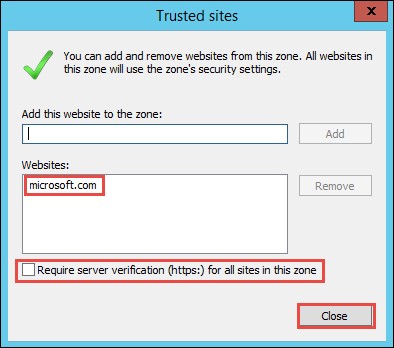 Trusted sites
x
You can add and remove websites from this zone. All websites in
this zone will use the zone's security settings.
Add this website to the zone:
Add
Websites:
microsoft.com
Remove
Require server verification (https:) for all sites in this zone
Close